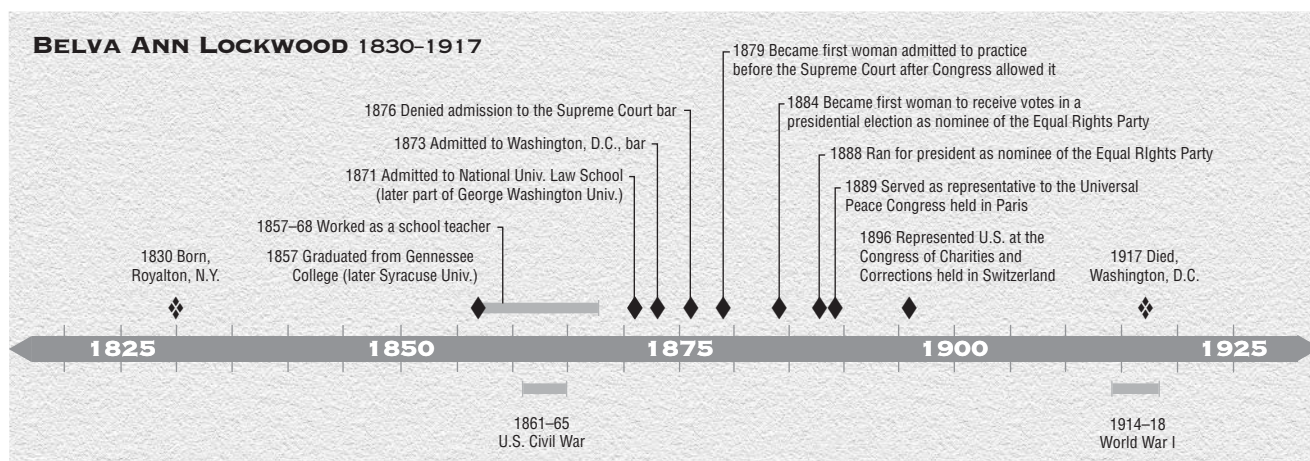 BELVA ANN LOCKWOOD 1830–1917
1879 Became first woman admitted to practice
before the Supreme Court after Congress allowed it
1876 Denied admission to the Supreme Court bar
1884 Became first woman to receive votes in a
presidential election as nominee of the Equal Rights Party
1873 Admitted to Washington, D.C., bar
1888 Ran for president as nominee of the Equal RIghts Party
1871 Admitted to National Univ. Law School
(later part of George Washington Univ.)
1889 Served as representative to the Universal
Peace Congress held in Paris
1857–68 Worked as a school teacher
1896 Represented U.S. at the
Congress of Charities and
Corrections held in Switzerland
1830 Born,
Royalton, N.Y.
1857 Graduated from Gennessee
College (later Syracuse Univ.)
1917 Died,
Washington, D.C.
1825 1850 1875 1900 1925
1861–65
U.S. Civil War
1914–18
World War I